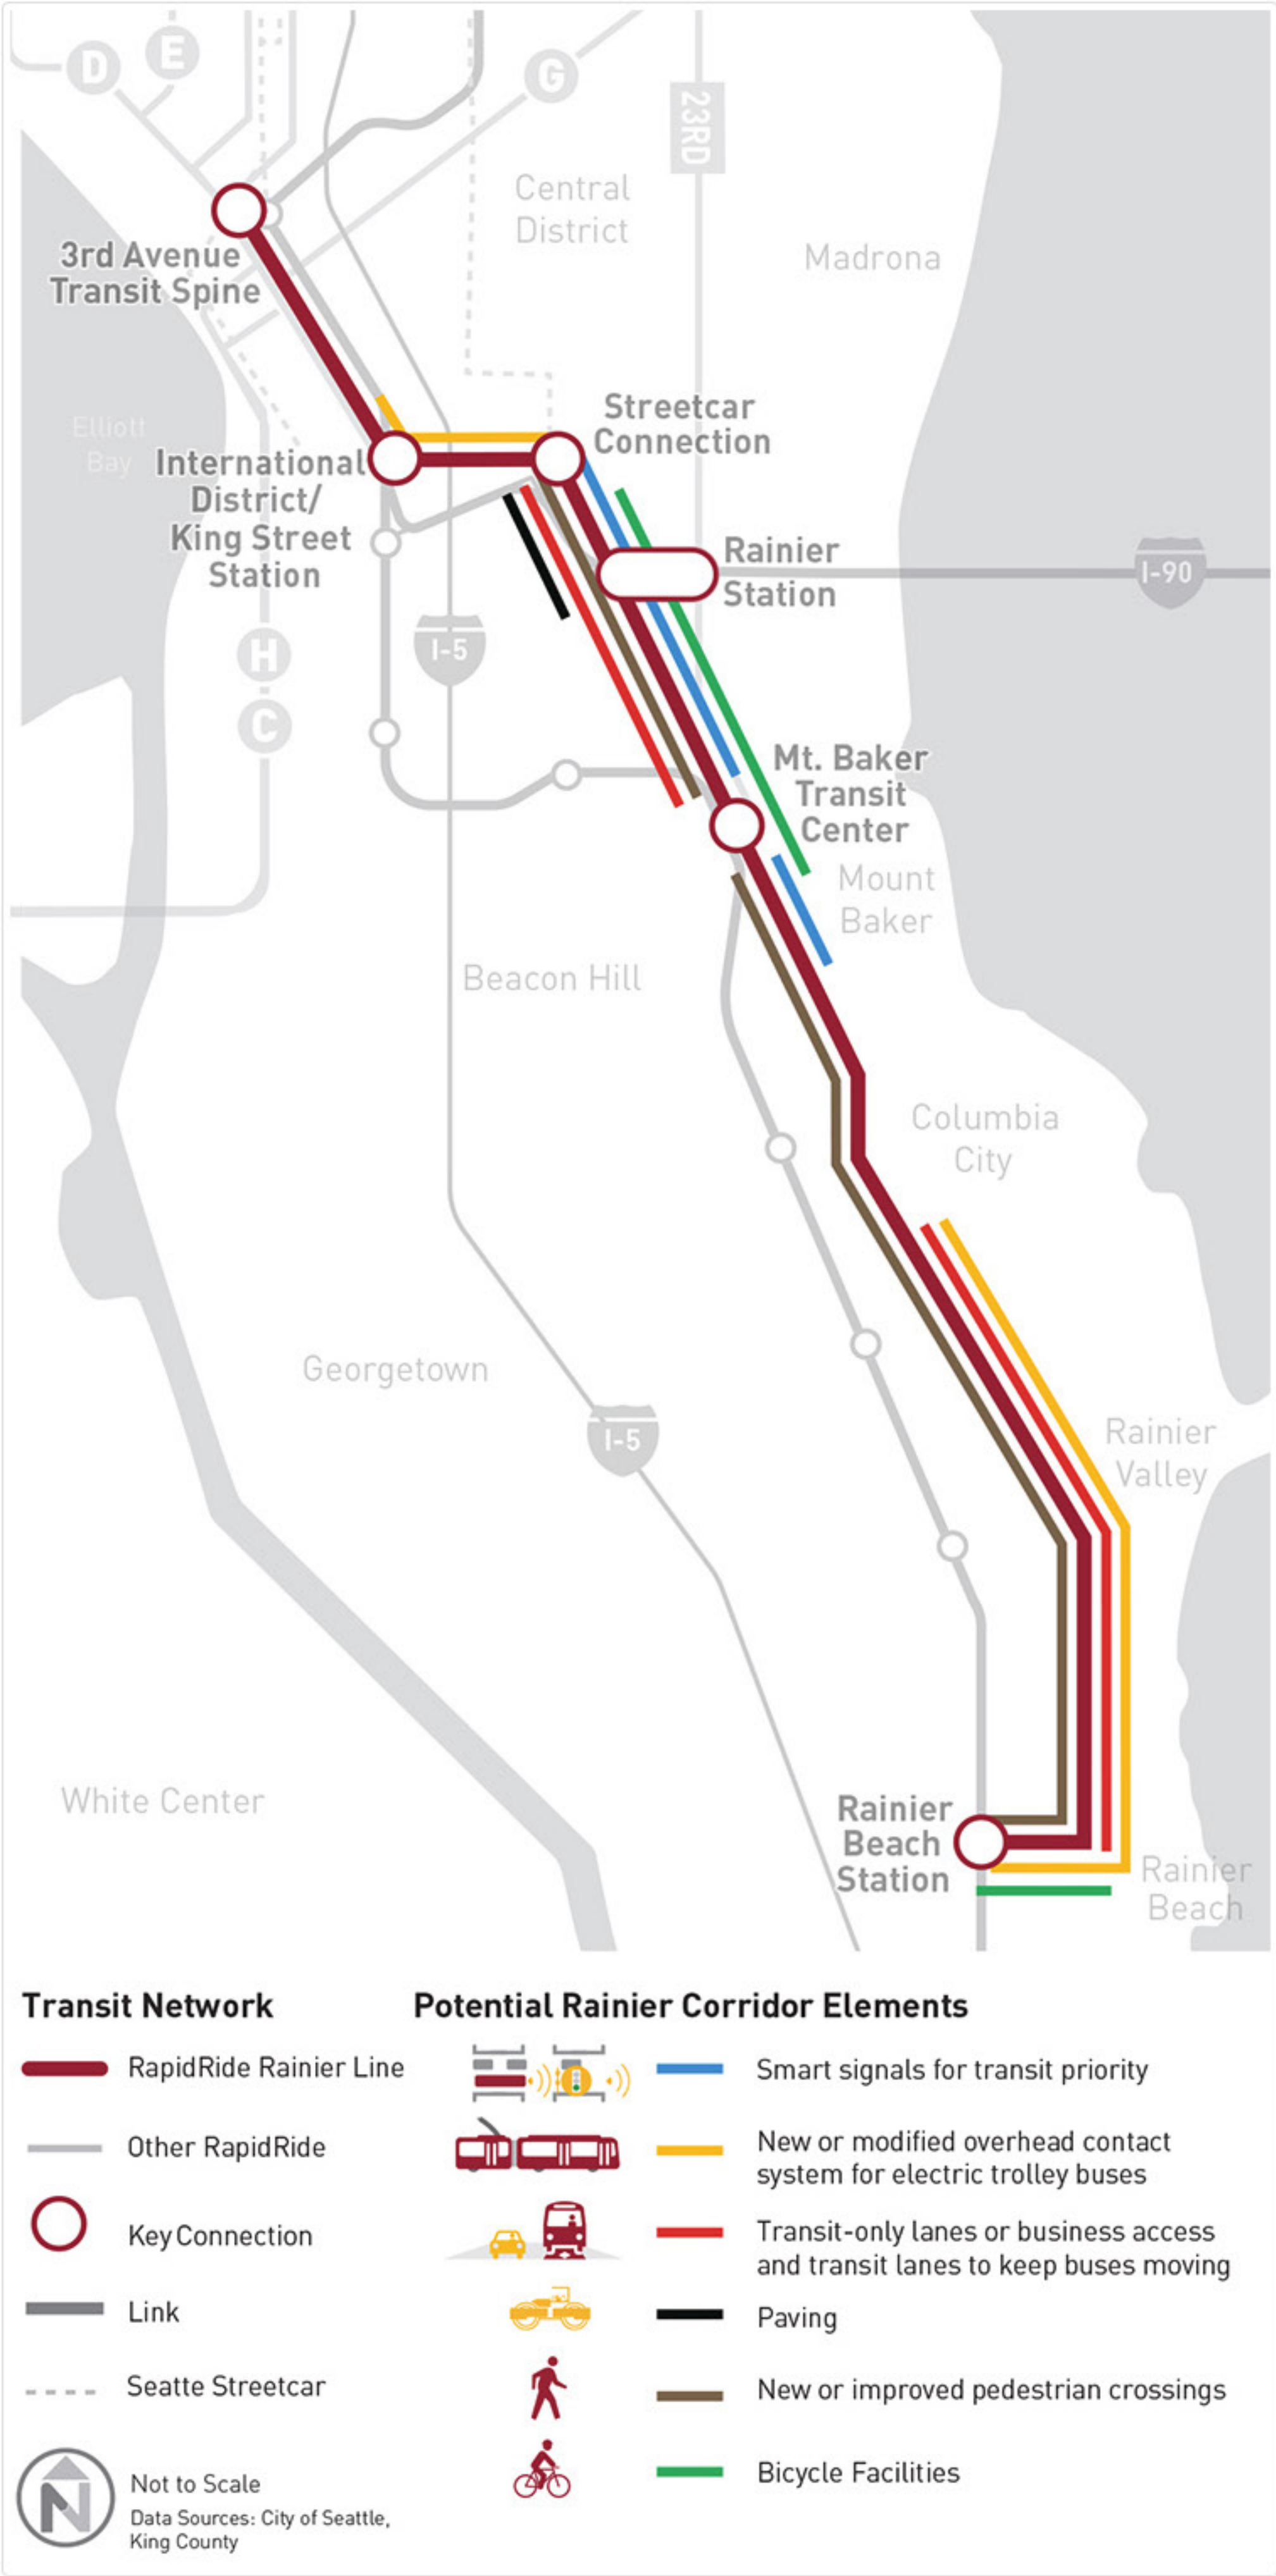 D
E
G
23RD
Central
District
Madrona
3rd Avenue
Transit Spine
Elliott
Bay
Streetcar
Connection
International
District/
King Street
Station
Rainier
Station
I-90
I-5
H
C
Mt. Baker
Transit
Center
Mount
Baker
Beacon Hill
Columbia
City
Georgetown
I-5
Rainier
Valley
White Center
Rainier
Beach
Station
Rainier
Beach
Transit Network
RapidRide Rainier Line
Other RapidRide
Key Connection
Link
Seatte Streetcar
N
Not to Scale
Data Sources: City of Seattle,
King County
Potential Rainier Corridor Elements
Smart signals for transit priority
New or modified overhead contact
system for electric trolley buses
Transit-only lanes or business access
and transit lanes to keep buses moving
Paving
New or improved pedestrian crossings
Bicycle Facilities